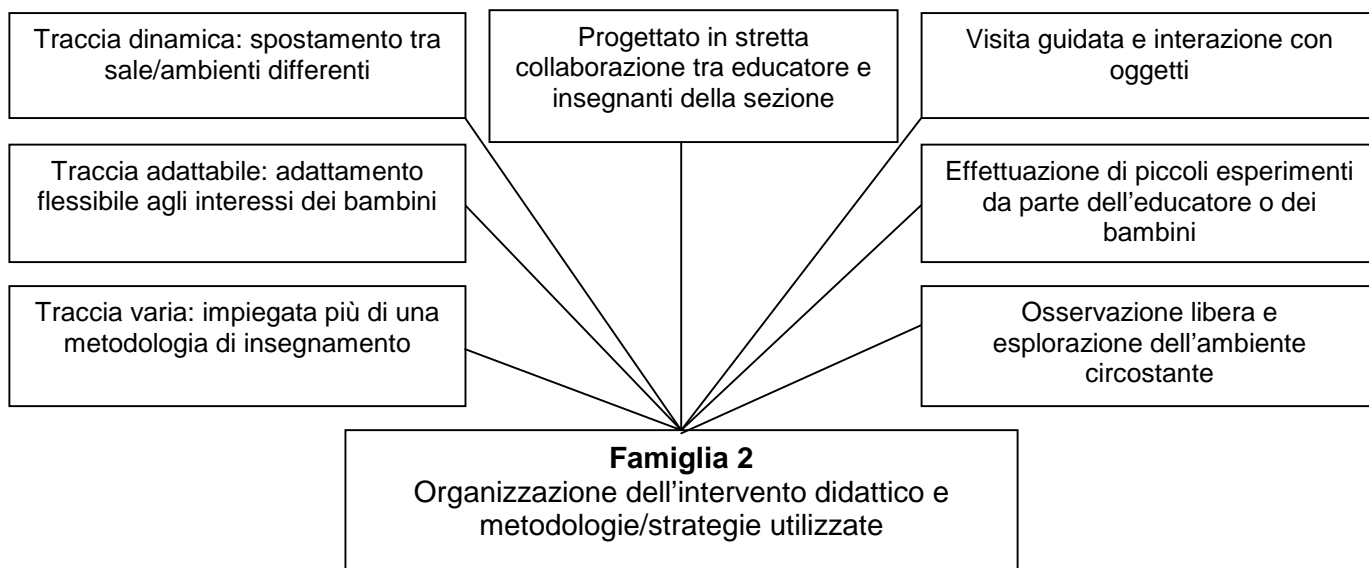 Traccia dinamica: spostamento tra
sale/ambienti differenti
Progettato in stretta
collaborazione tra educatore e
insegnanti della sezione
Visita guidata e interazione con
oggetti
Traccia adattabile: adattamento
flessibile agli interessi dei bambini
Effettuazione di piccoli esperimenti
da parte dell’educatore o dei
bambini
Traccia varia: impiegata più di una
metodologia di insegnamento
Osservazione libera e
esplorazione dell’ambiente
circostante
Famiglia 2
Organizzazione dell’intervento didattico e
metodologie/strategie utilizzate